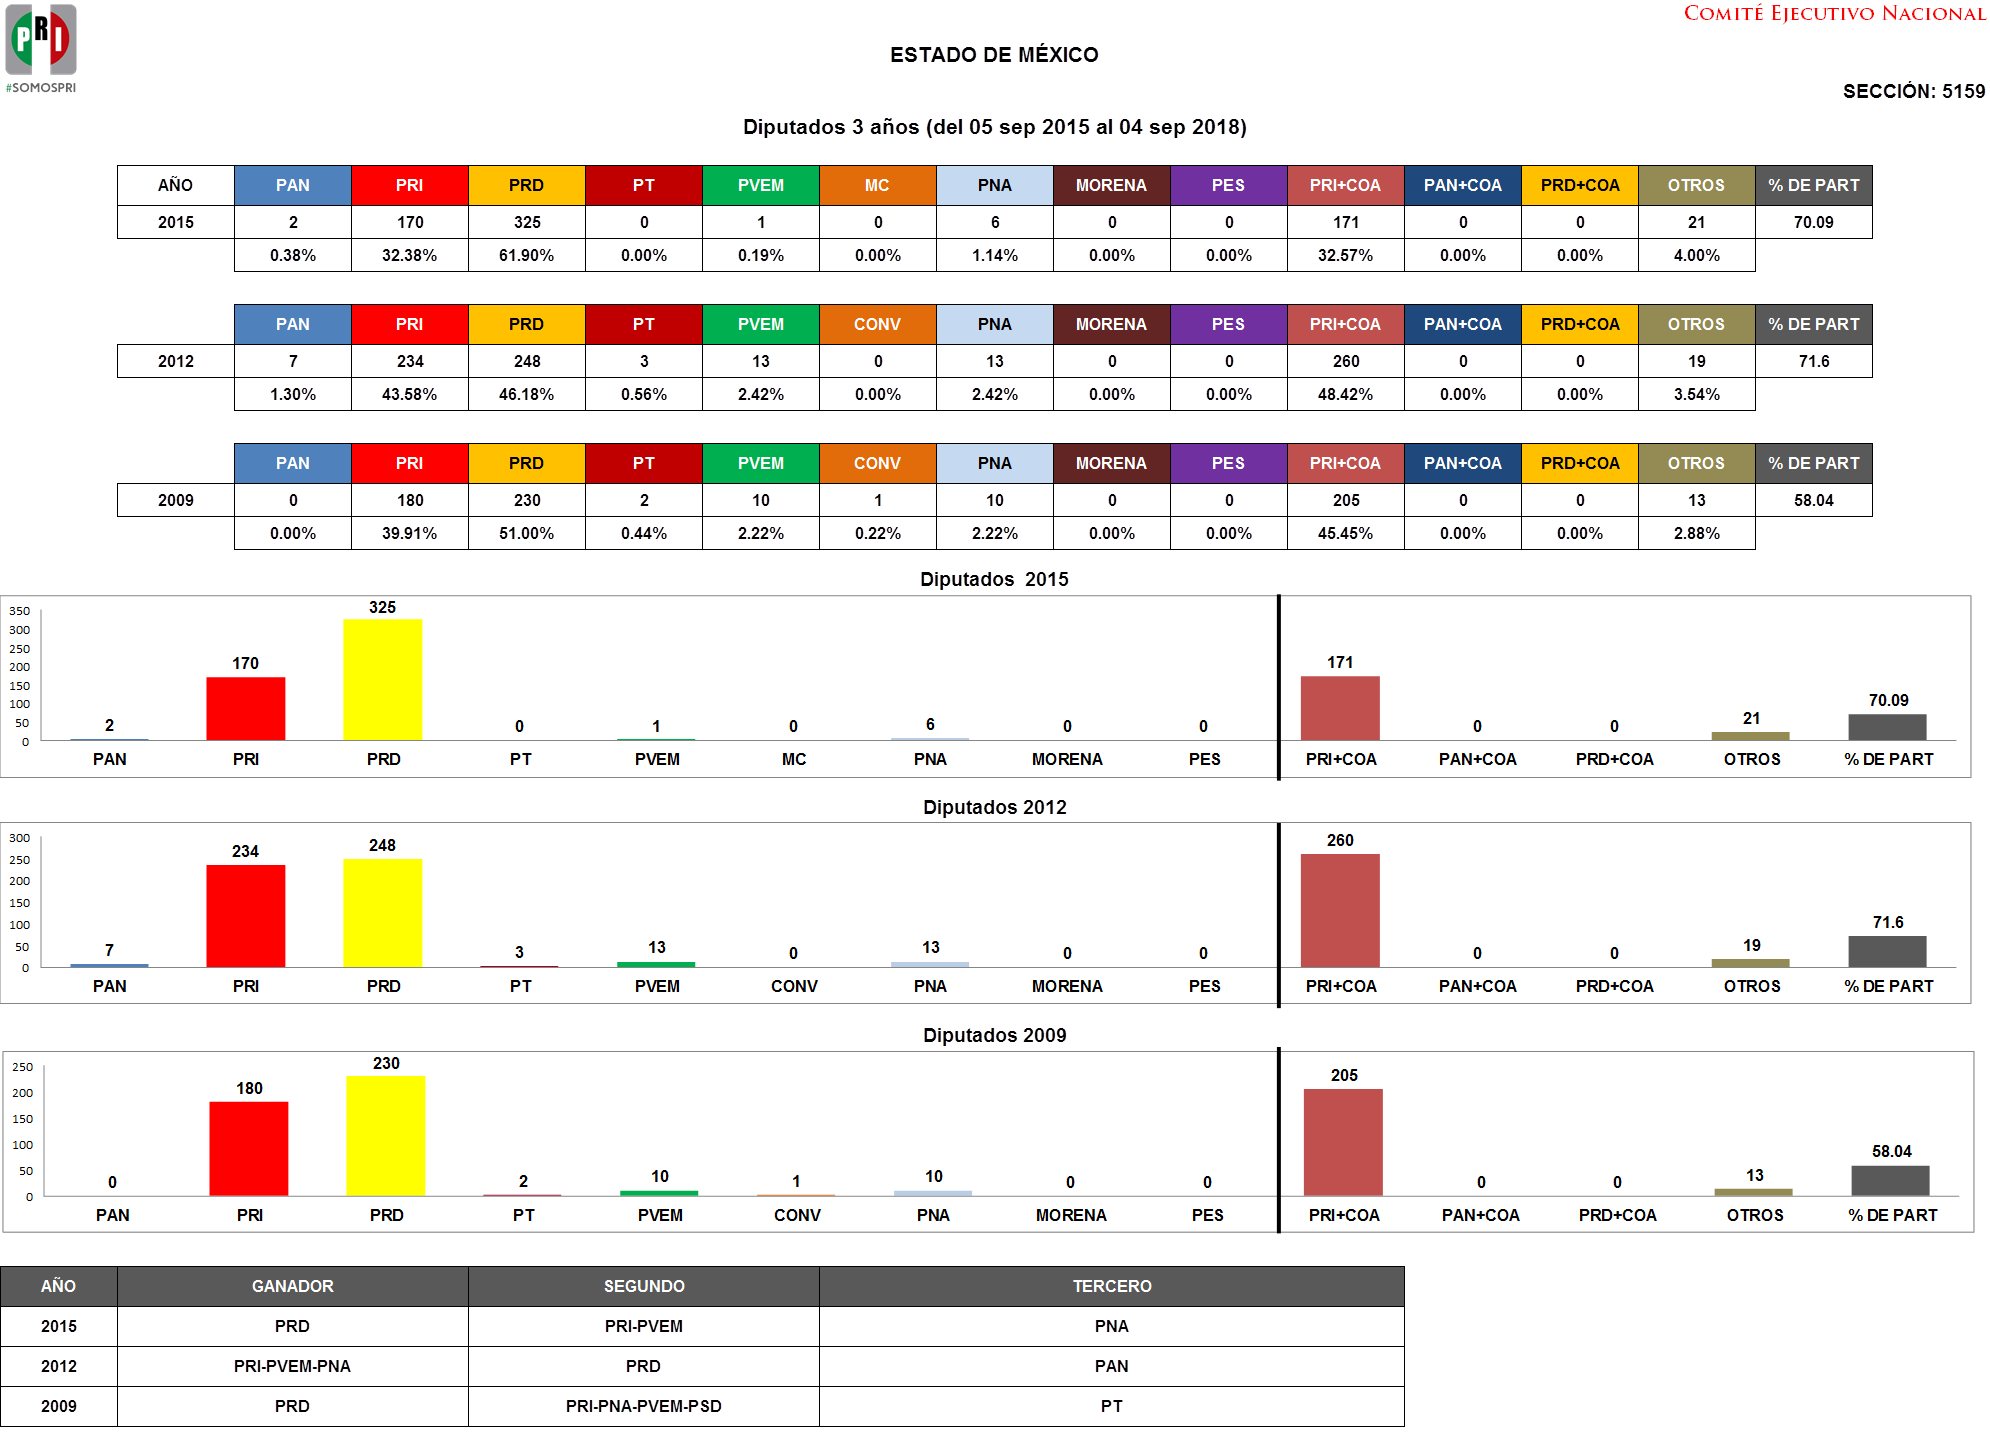 PRI
#SOMOSPRI
COMITÉ EJECUTIVO NACIONAL
ESTADO DE MÉXICO
SECCIÓN: 5159
Diputados 3 años (del 05 sep 2015 al 04 sep 2018)
AÑO PAN PRI PRD PT PVEM MC PNA MORENA PES PRI+COA PAN+COA PRD+COA OTROS % DE PART
2015 2 170 325 0 1 0 6 0 0 171 0 0 21 70.09
0.38% 32.38% 61.90% 0.00% 0.19% 0.00% 1.14% 0.00% 0.00% 32.57% 0.00% 0.00% 4.00%
PAN PRI PRD PT PVEM CONV PNA MORENA PES PRI+COA PAN+COA PRD+COA OTROS % DE PART
2012 7 234 248 3 13 0 13 0 0 260 0 0 19 71.6
1.30% 43.58% 46.18% 0.56% 2.42% 0.00% 2.42% 0.00% 0.00% 48.42% 0.00% 0.00% 3.54%
PAN PRI PRD PT PVEM CONV PNA MORENA PES PRI+COA PAN+COA PRD+COA OTROS % DE PART
2009 0 180 230 2 10 1 10 0 0 205 0 0 13 58.04
0.00% 39.91% 51.00% 0.44% 2.22% 0.22% 2.22% 0.00% 0.00% 45.45% 0.00% 0.00% 2.88%
Diputados 2015
350
300
250
200
150
100
50
0
2 170 325 0 1 0 6 0 0 171 0 0 21 70.09
PAN PRI PRD PT PVEM MC PNA MORENA PES PRI+COA PAN+COA PRD+COA OTROS % DE PART
Diputados 2012
300
250
200
150
100
50
0
7 234 248 3 13 0 13 0 0 260 0 0 19 71.6
PAN PRI PRD PT PVEM CONV PNA MORENA PES PRI+COA PAN+COA PRD+COA OTROS % DE PART
Diputados 2009
250
200
150
100
50
0
0 180 230 2 10 1 10 0 0 205 0 0 13 58.04
PAN PRI PRD PT PVEM CONV PNA MORENA PES PRI+COA PAN+COA PRD+COA OTROS % DE PART
AÑO GANADOR SEGUNDO TERCERO
2015 PRD PRI-PVEM PNA
2012 PRI-PVEM-PNA PRD PAN
2009 PRD PRI-PNA-PVEM-PSD PT